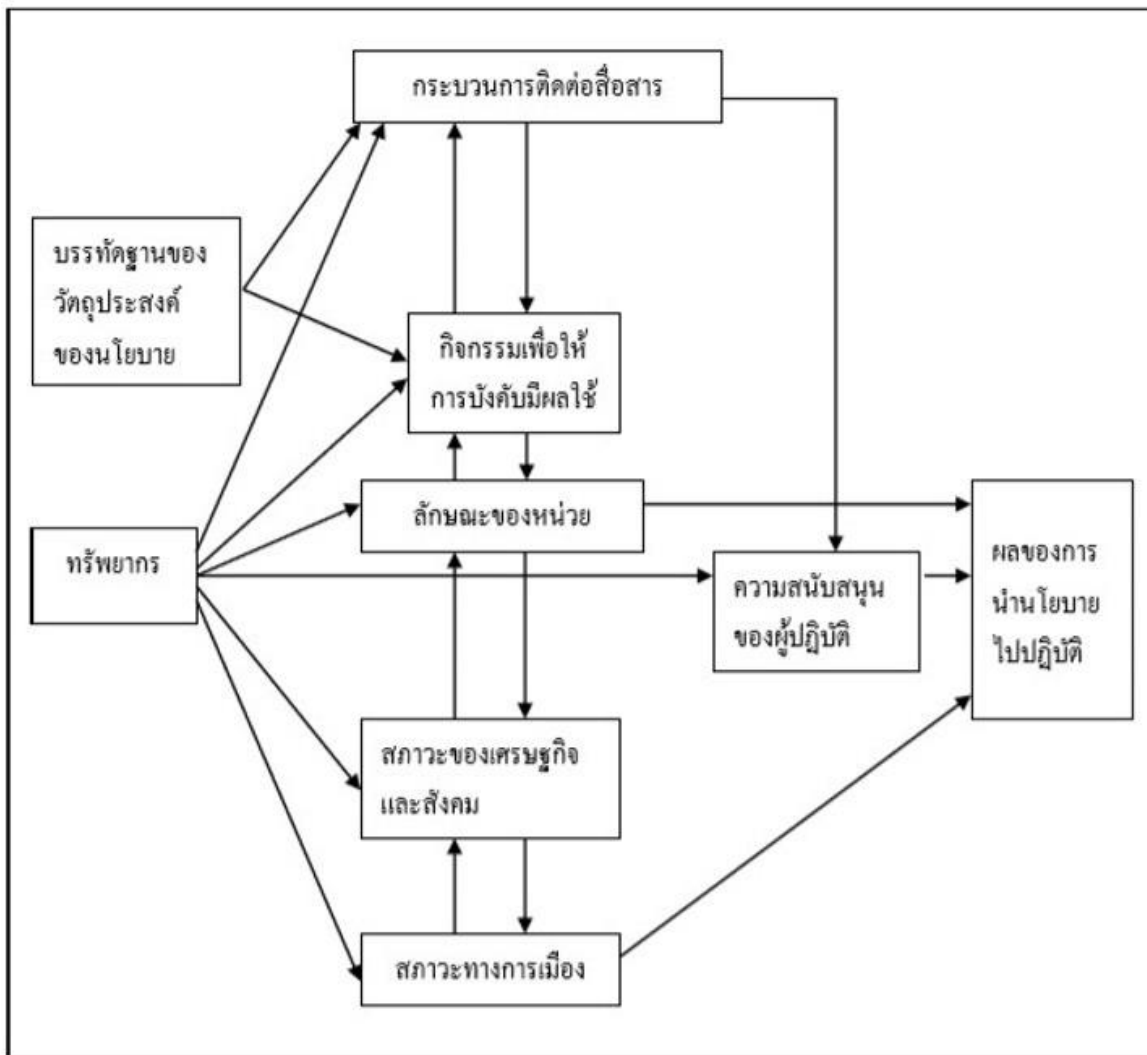 กระบวนการติดต่อสื่อสาร
บรรทัดฐานของ
วัตถุประสงค์
ของนโยบาย
กิจกรรมเพื่อให้
การบังคับมีผลใช้
ลักษณะของหน่วย
ทรัพยากร
ความสนับสนุน
ของผู้ปฏิบัติ
ผลของการ
นำนโยบาย
ไปปฏิบัติ
สภาวะของเศรษฐกิจ
และสังคม
สภาวะทางการเมือง